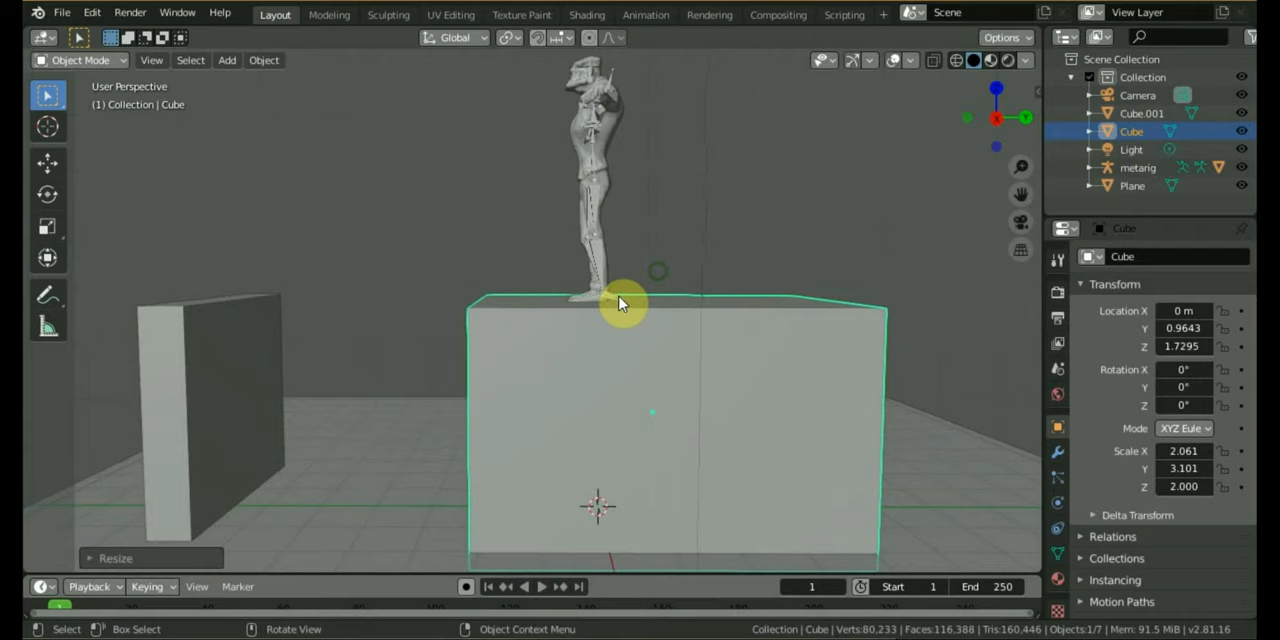 File Edit Render Window Help Layout Modeling Sculpting UV Editing Texture Paint Shading Animation Rendering Compositing Scripting + Scene View Layer
Global Options
Object Mode View Select Add Object
User Perspective
(1) Collection | Cube
Scene Collection
Collection
Camera
Cube.001
Cube
Light
metarig
Plane
Z
X
Y
Cube
Cube
Transform
Location X 0 m
Y 0.9643
Z 1.7295
Rotation X 0°
Y 0°
Z 0°
Mode XYZ Eule
Scale X 2.061
Y 3.101
Z 2.000
Delta Transform
Relations
Collections
Instancing
Motion Paths
Resize
Playback Keying View Marker 1 Start 1 End 250
1
Select Box Select Rotate View Object Context Menu Collection | Cube | Verts:80,233 | Faces:116,388 | Tris:160,446 | Objects:1/7 | Mem: 91.5 MiB | v2.81.16